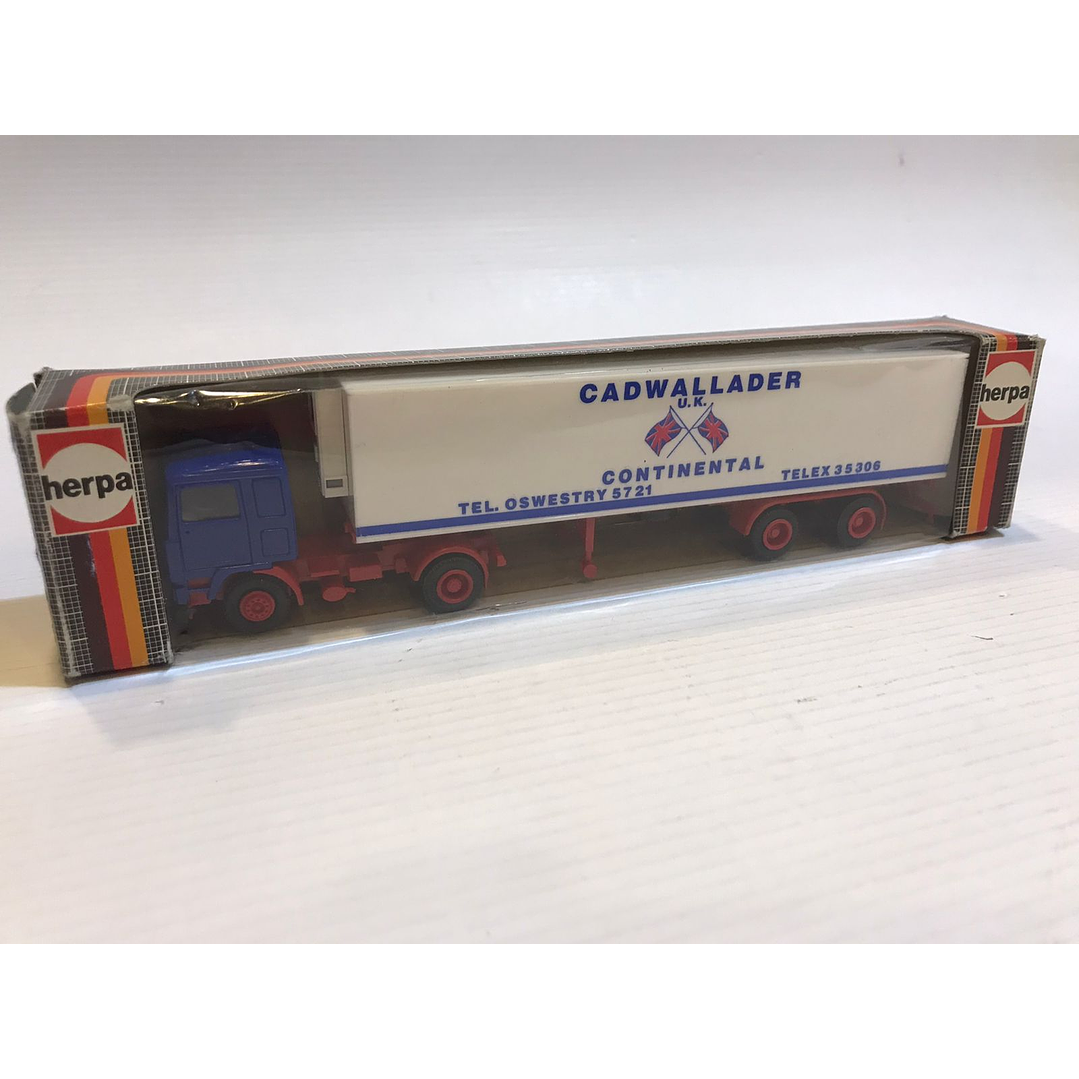 herpa
CADWALLADER
U.K.
CONTINENTAL
TEL. OSWESTRY 5721
TELEX 35306
herpa